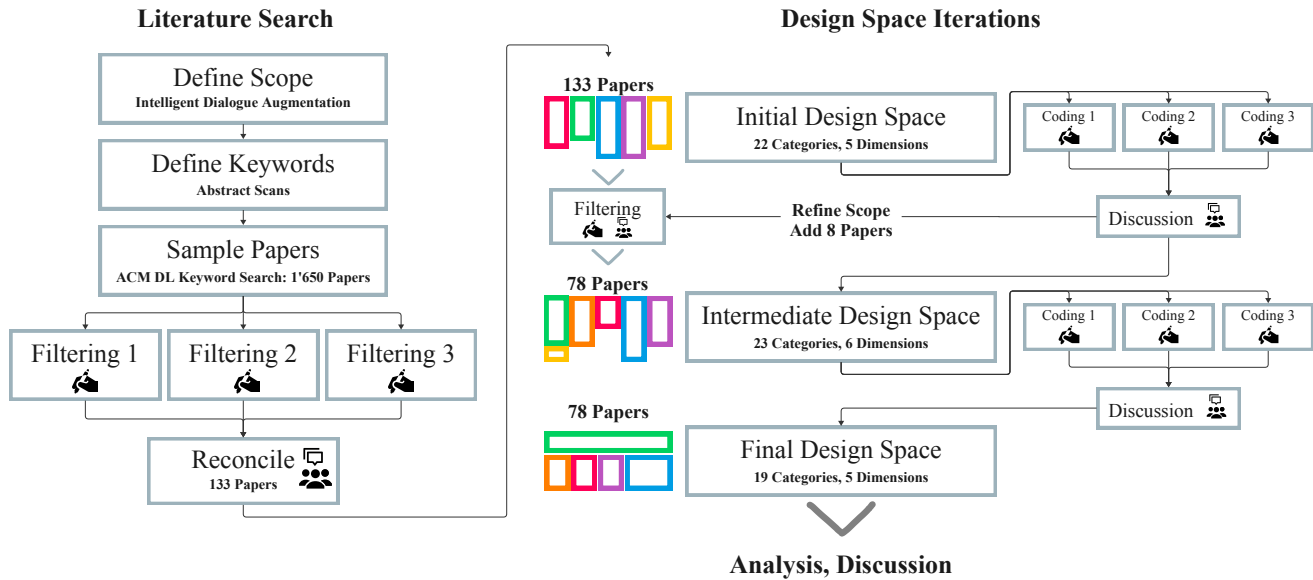 Literature Search
Define Scope
Intelligent Dialogue Augmentation
Define Keywords
Abstract Scans
Sample Papers
ACM DL Keyword Search: 1'650 Papers
Filtering 1
Filtering 2
Filtering 3
Reconcile
133 Papers
Design Space Iterations
133 Papers
Initial Design Space
22 Categories, 5 Dimensions
Coding 1
Coding 2
Coding 3
Filtering
Refine Scope
Add 8 Papers
Discussion
78 Papers
Intermediate Design Space
23 Categories, 6 Dimensions
Coding 1
Coding 2
Coding 3
Discussion
78 Papers
Final Design Space
19 Categories, 5 Dimensions
Analysis, Discussion